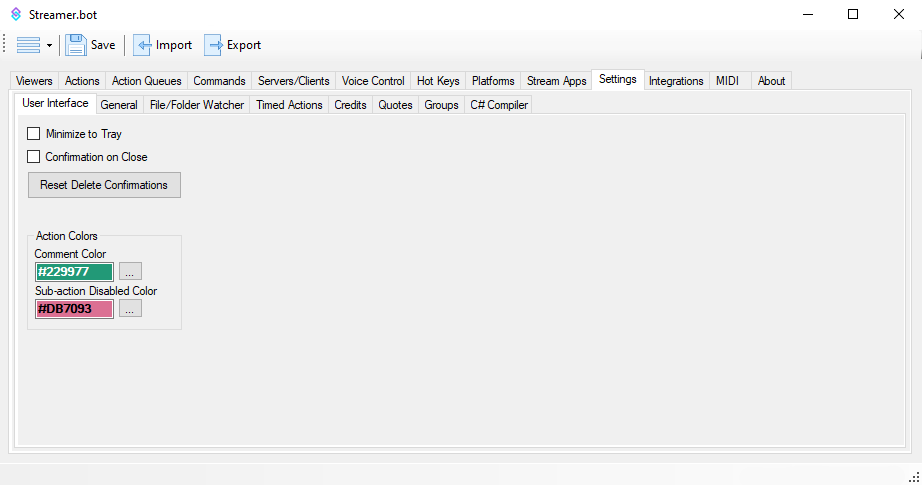 Streamer.bot
Save Import Export
Viewers Actions Action Queues Commands Servers/Clients Voice Control Hot Keys Platforms Stream Apps Settings Integrations MIDI About
User Interface General File/Folder Watcher Timed Actions Credits Quotes Groups C# Compiler
Minimize to Tray
Confirmation on Close
Reset Delete Confirmations
Action Colors
Comment Color
#229977 ...
Sub-action Disabled Color
#DB7093 ...